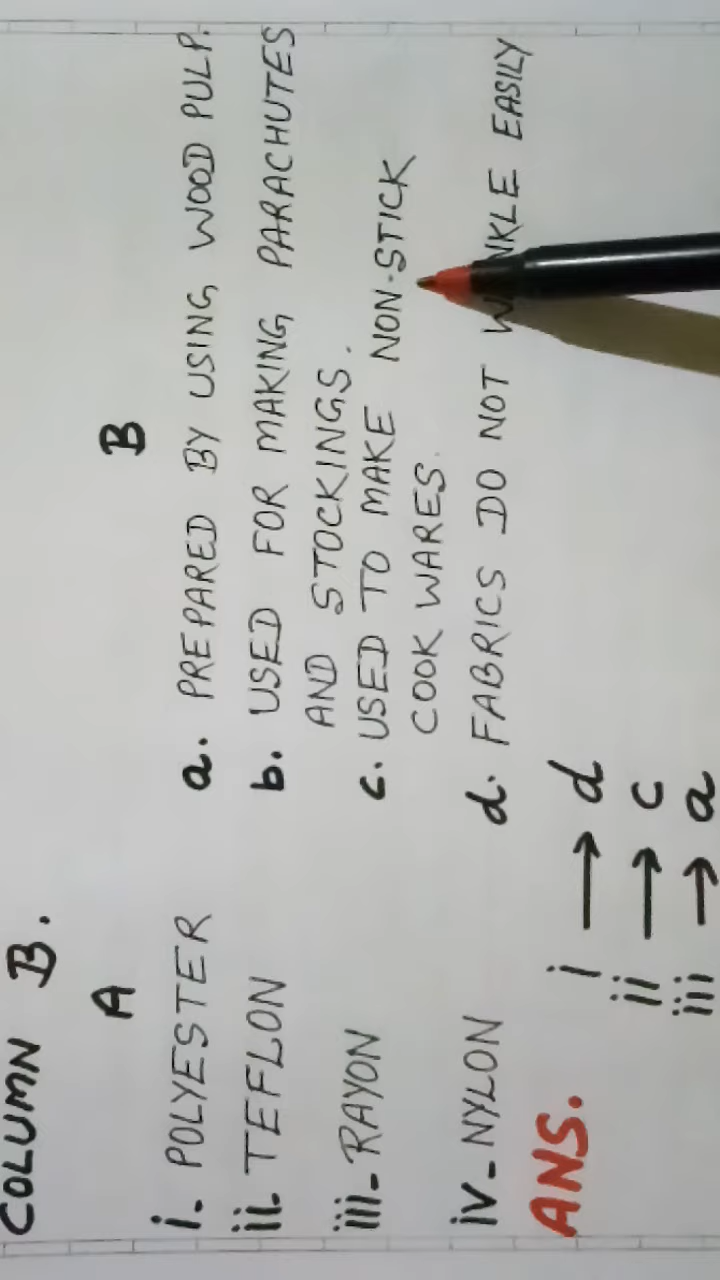 COLUMN B.
A B
i. POLYESTER a. PREPARED BY USING WOOD PULP.
ii. TEFLON b. USED FOR MAKING PARACHUTES
AND STOCKINGS.
iii- RAYON c. USED TO MAKE NON-STICK
COOK WARES.
iv- NYLON d. FABRICS DO NOT EASILY
ANS. i → d
ii → c
iii → a